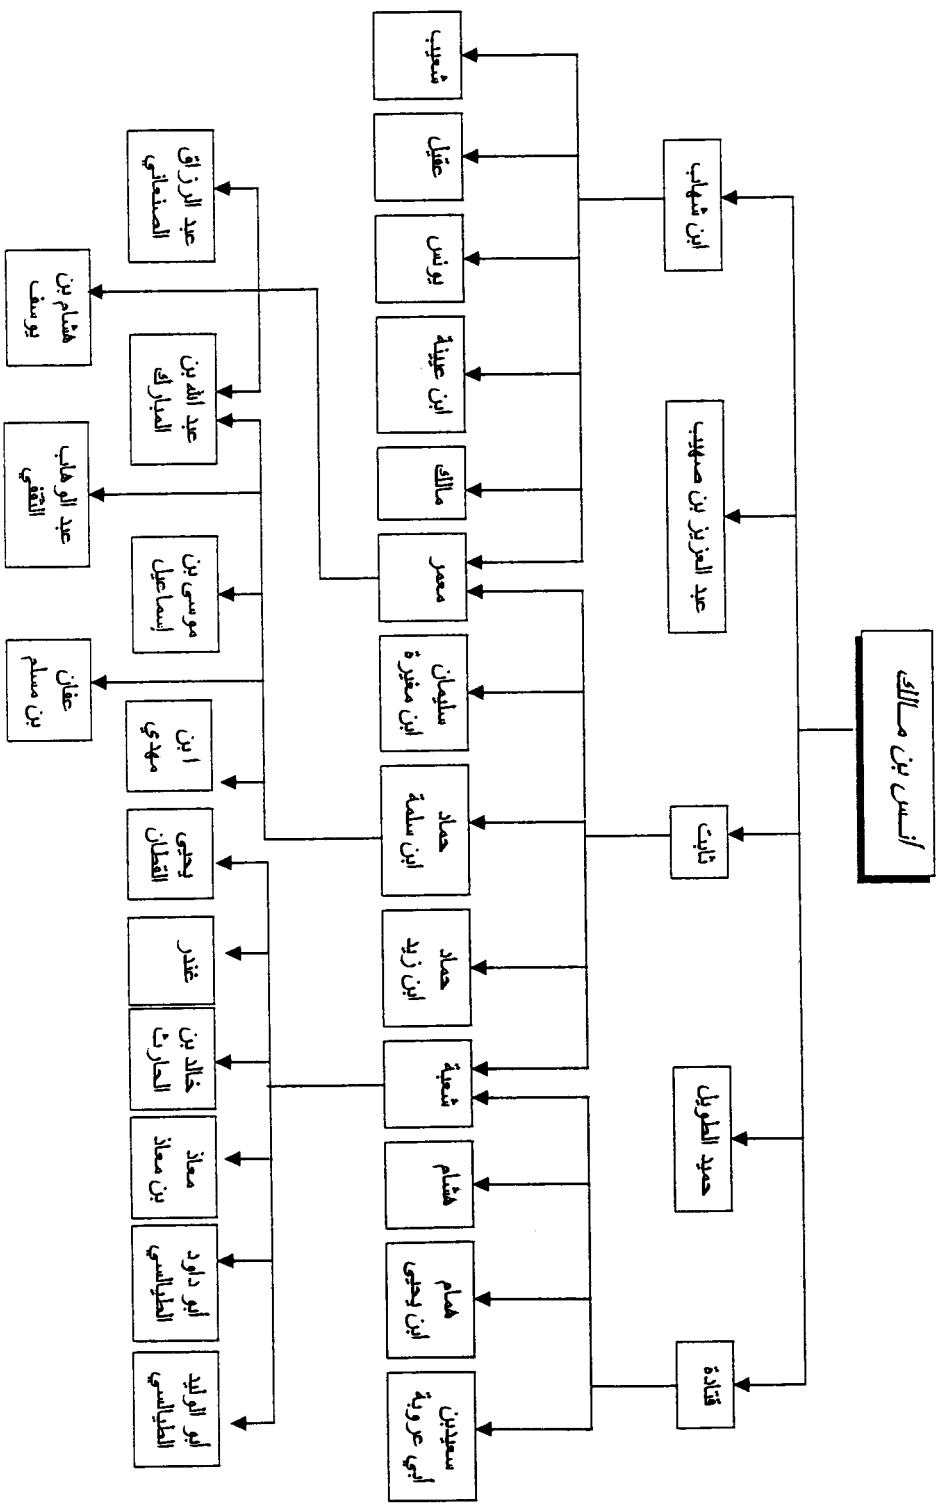 أنس بن مالك
ابن شهاب
عبد العزيز بن صهيب
ثابت
حميد الطويل
قتادة
شعيب
عقيل
يونس
ابن عيينة
مالك
معمر
سليمان
ابن مغيرة
حماد
ابن سلمة
حماد
ابن زيد
شعبة
هشام
همام
ابن يحيى
سعيدبن
أبي عروبة
عبد الرزاق
الصنعاني
هشام بن
يوسف
عبد الله بن
المبارك
عبد الوهاب
الثقفي
موسى بن
إسماعيل
عفان
بن مسلم
ابن
مهدي
يحيى
القطان
غندر
خالد بن
الحارث
معاذ
بن معاذ
أبو داود
الطيالسي
أبو الوليد
الطيالسي